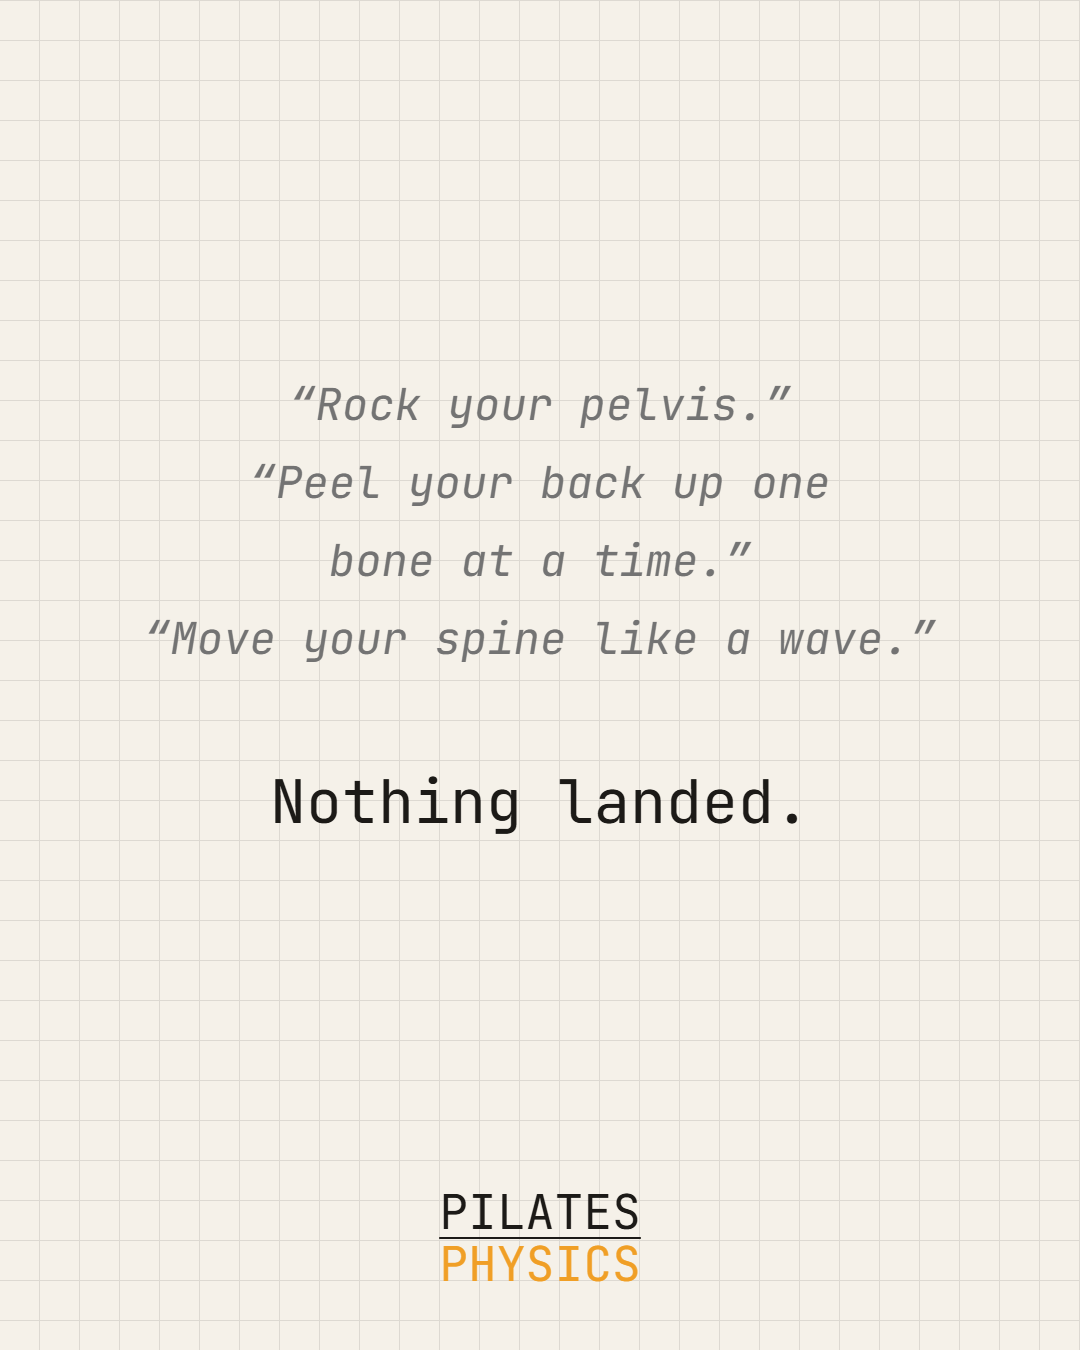 “Rock your pelvis.”
“Peel your back up one
bone at a time.”
“Move your spine like a wave.”
Nothing landed.
PILATES
PHYSICS